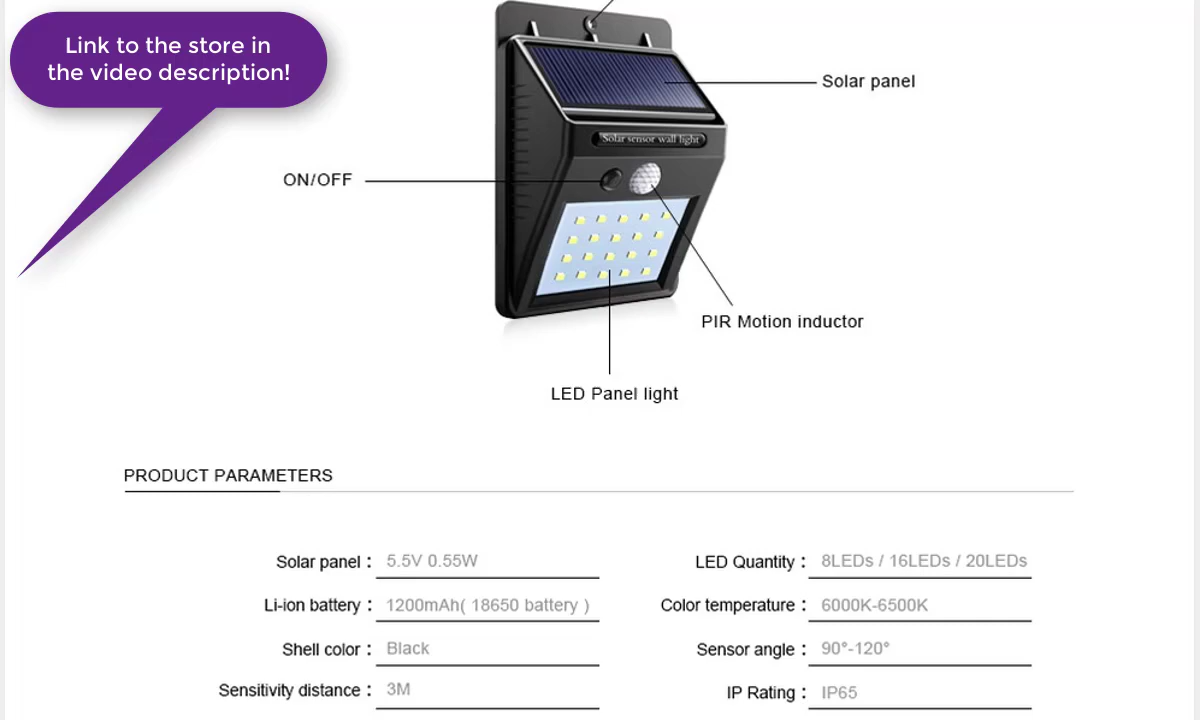 Link to the store in
the video description!
Solar panel
Solar sensor wall light
ON/OFF
PIR Motion inductor
LED Panel light
PRODUCT PARAMETERS
Solar panel : 5.5V 0.55W
LED Quantity : 8LEDs / 16LEDs / 20LEDs
Li-ion battery : 1200mAh( 18650 battery )
Color temperature : 6000K-6500K
Shell color : Black
Sensor angle : 90°-120°
Sensitivity distance : 3M
IP Rating : IP65